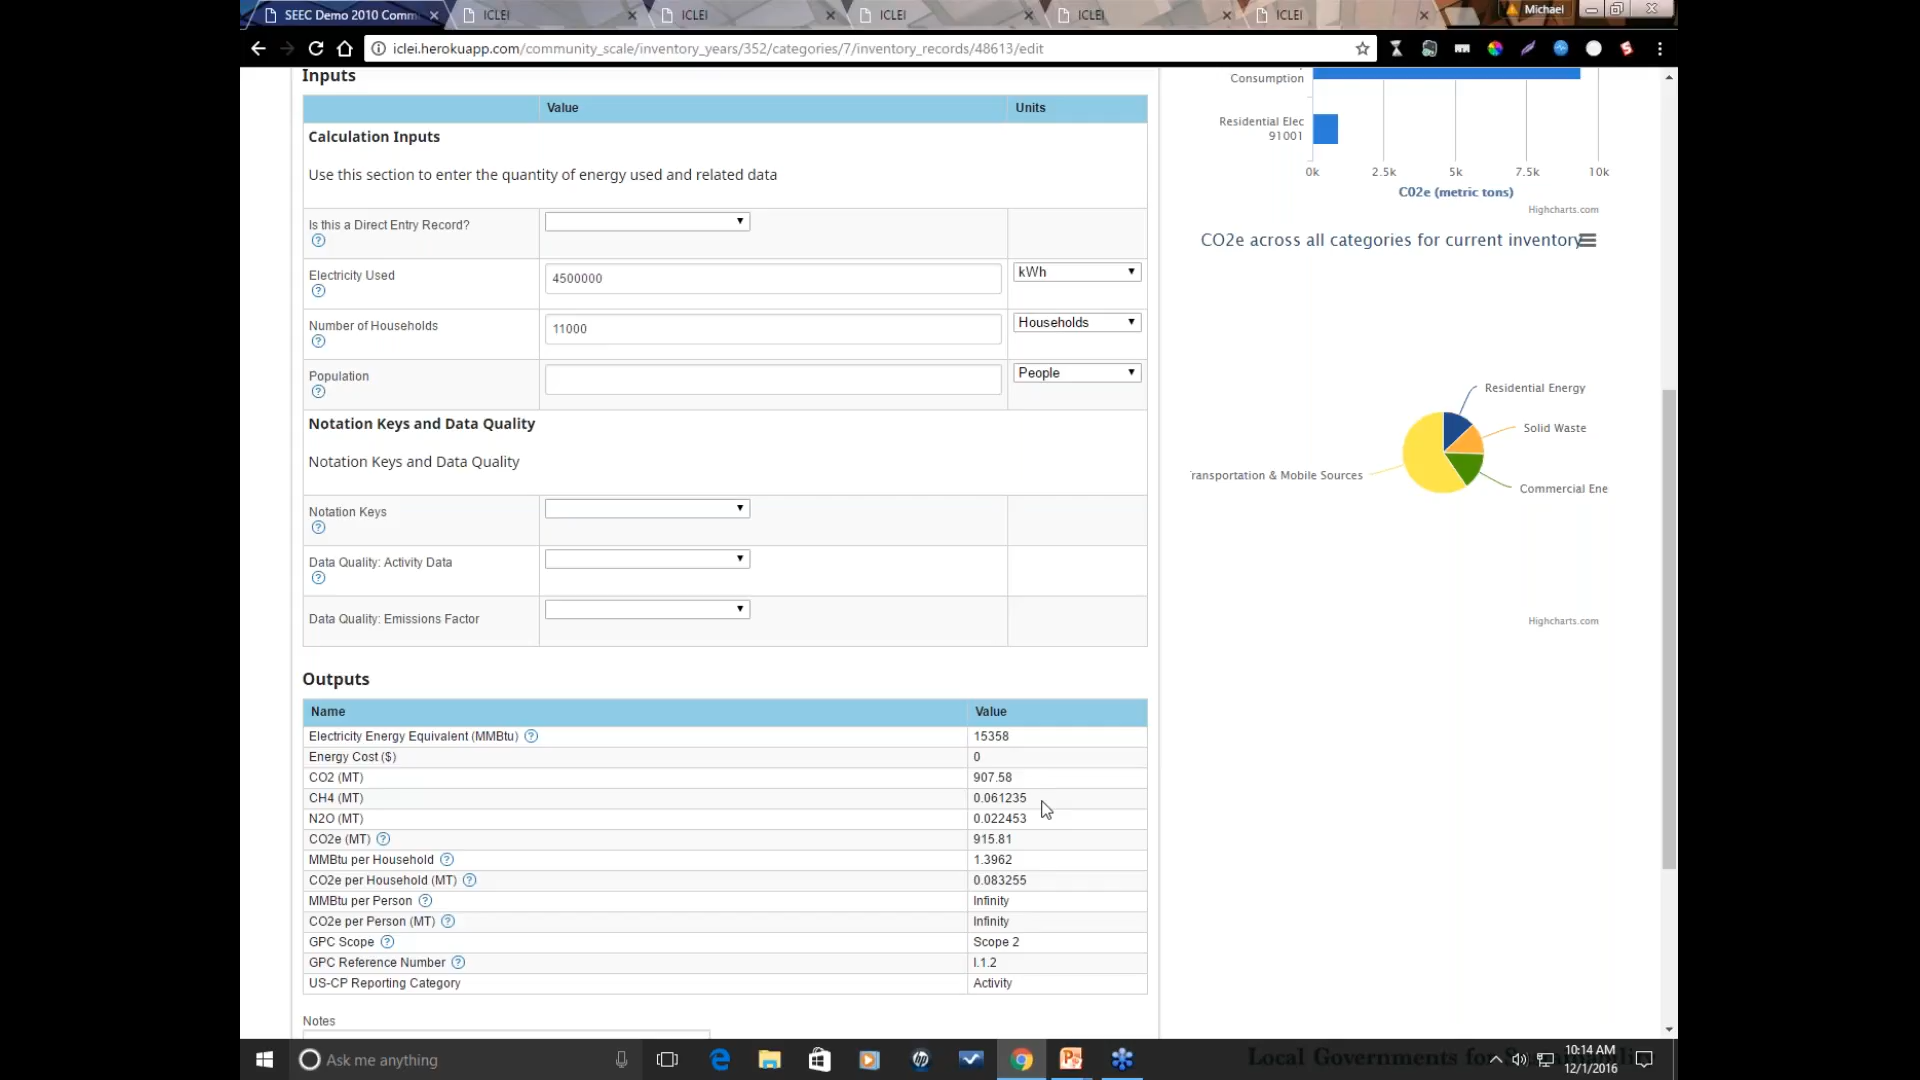 SEEC Demo 2010 Comm
ICLEI
ICLEI
ICLEI
ICLEI
ICLEI
Michael
iclei.herokuapp.com/community_scale/inventory_years/352/categories/7/inventory_records/48613/edit
Inputs
Value Units
Calculation Inputs
Use this section to enter the quantity of energy used and related data
Is this a Direct Entry Record?
Electricity Used 4500000 kWh
Number of Households 11000 Households
Population People
Notation Keys and Data Quality
Notation Keys and Data Quality
Notation Keys
Data Quality: Activity Data
Data Quality: Emissions Factor
Outputs
Name Value
Electricity Energy Equivalent (MMBtu) 15358
Energy Cost ($) 0
CO2 (MT) 907.58
CH4 (MT) 0.061235
N2O (MT) 0.022453
CO2e (MT) 915.81
MMBtu per Household 1.3962
CO2e per Household (MT) 0.083255
MMBtu per Person Infinity
CO2e per Person (MT) Infinity
GPC Scope Scope 2
GPC Reference Number I.1.2
US-CP Reporting Category Activity
Notes
Consumption
Residential Elec
91001
0k 2.5k 5k 7.5k 10k
C02e (metric tons)
Highcharts.com
CO2e across all categories for current inventory
Residential Energy
Solid Waste
ransportation & Mobile Sources
Commercial Ene
Highcharts.com
Ask me anything
Local Governments for
10:14 AM
12/1/2016